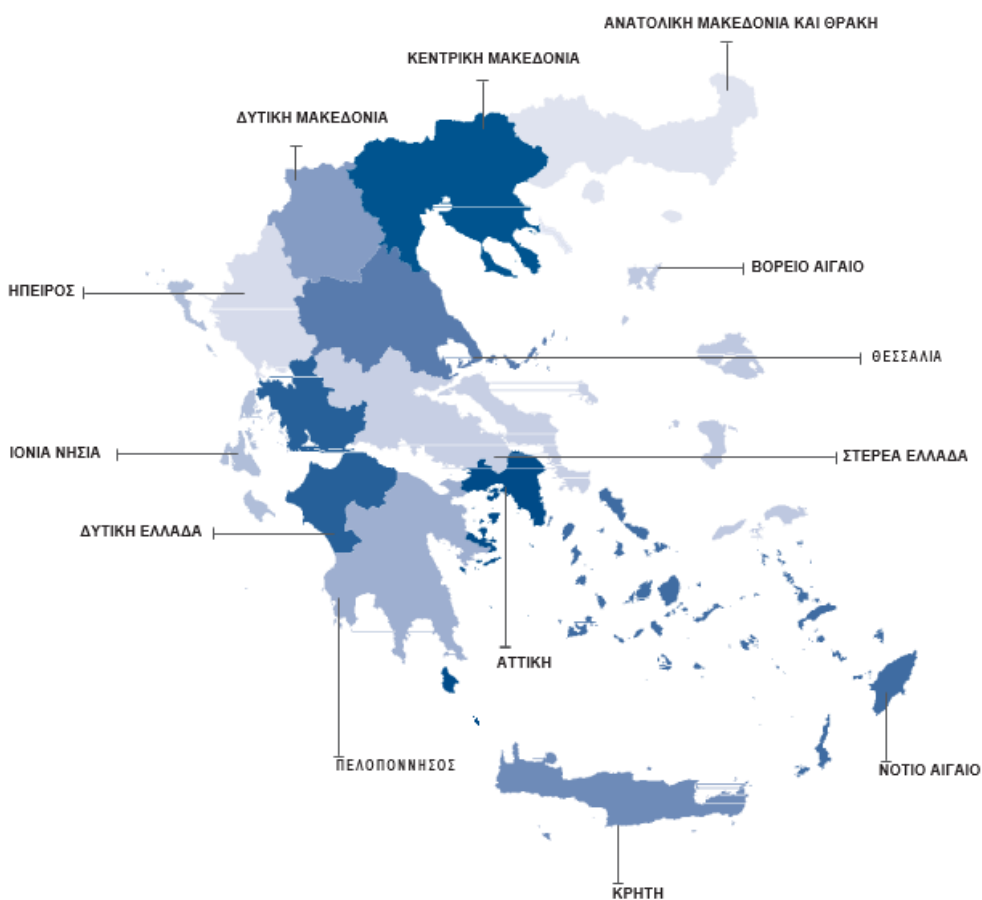 ΑΝΑΤΟΛΙΚΗ ΜΑΚΕΔΟΝΙΑ ΚΑΙ ΘΡΑΚΗ
ΚΕΝΤΡΙΚΗ ΜΑΚΕΔΟΝΙΑ
ΔΥΤΙΚΗ ΜΑΚΕΔΟΝΙΑ
ΒΟΡΕΙΟ ΑΙΓΑΙΟ
ΗΠΕΙΡΟΣ
ΘΕΣΣΑΛΙΑ
ΙΟΝΙΑ ΝΗΣΙΑ
ΣΤΕΡΕΑ ΕΛΛΑΔΑ
ΔΥΤΙΚΗ ΕΛΛΑΔΑ
ΑΤΤΙΚΗ
ΠΕΛΟΠΟΝΝΗΣΟΣ
ΝΟΤΙΟ ΑΙΓΑΙΟ
ΚΡΗΤΗ